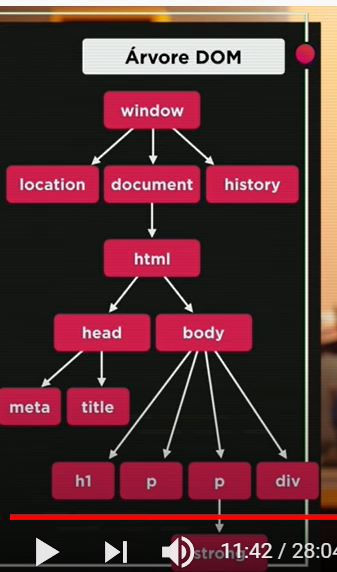 Árvore DOM
window
location document history
html
head body
meta title
h1 p p div
strong
11:42 / 28:04